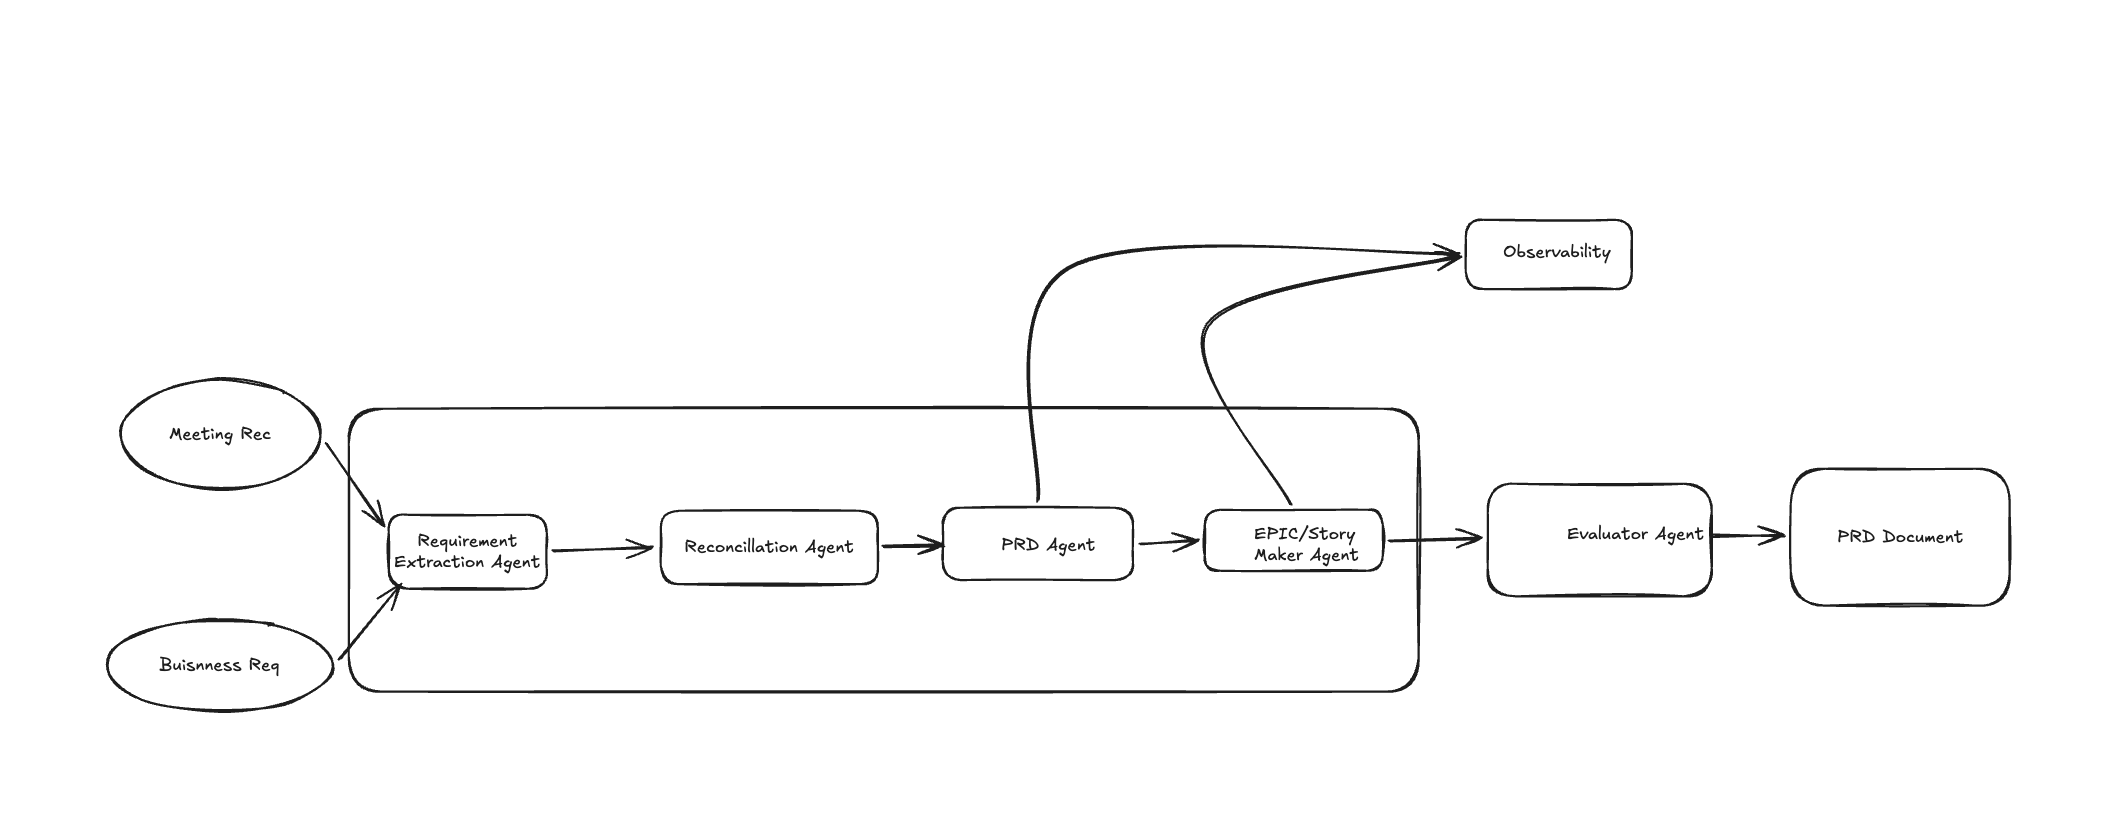 Observability
Meeting Rec
Requirement
Extraction Agent
Reconcillation Agent
PRD Agent
EPIC/Story
Maker Agent
Evaluator Agent
PRD Document
Buisnness Req